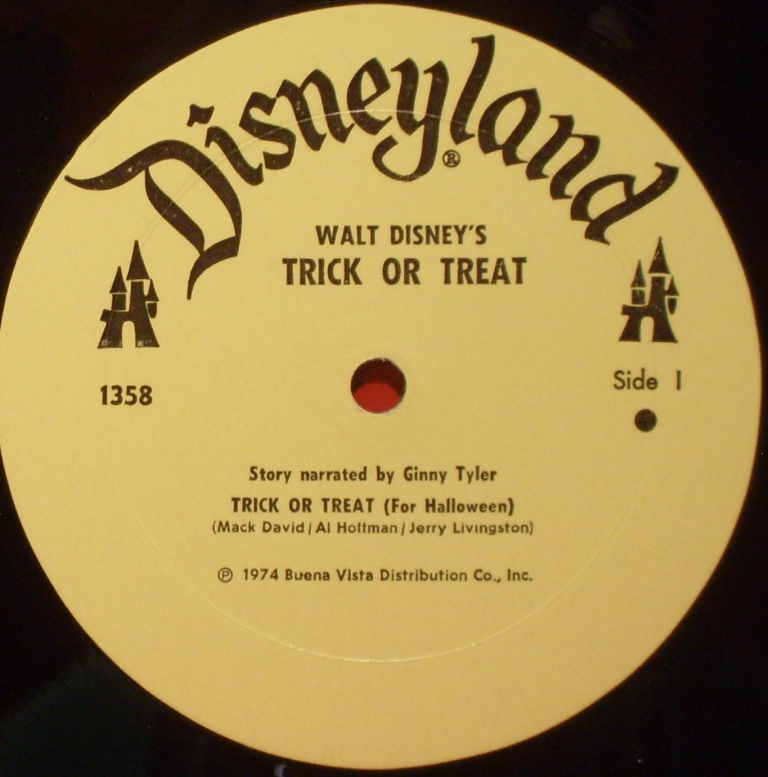 Disneyland®
WALT DISNEY'S
TRICK OR TREAT
1358
Side 1
Story narrated by Ginny Tyler
TRICK OR TREAT (For Halloween)
(Mack David/Al Hoffman/Jerry Livingston)
℗ 1974 Buena Vista Distribution Co., Inc.